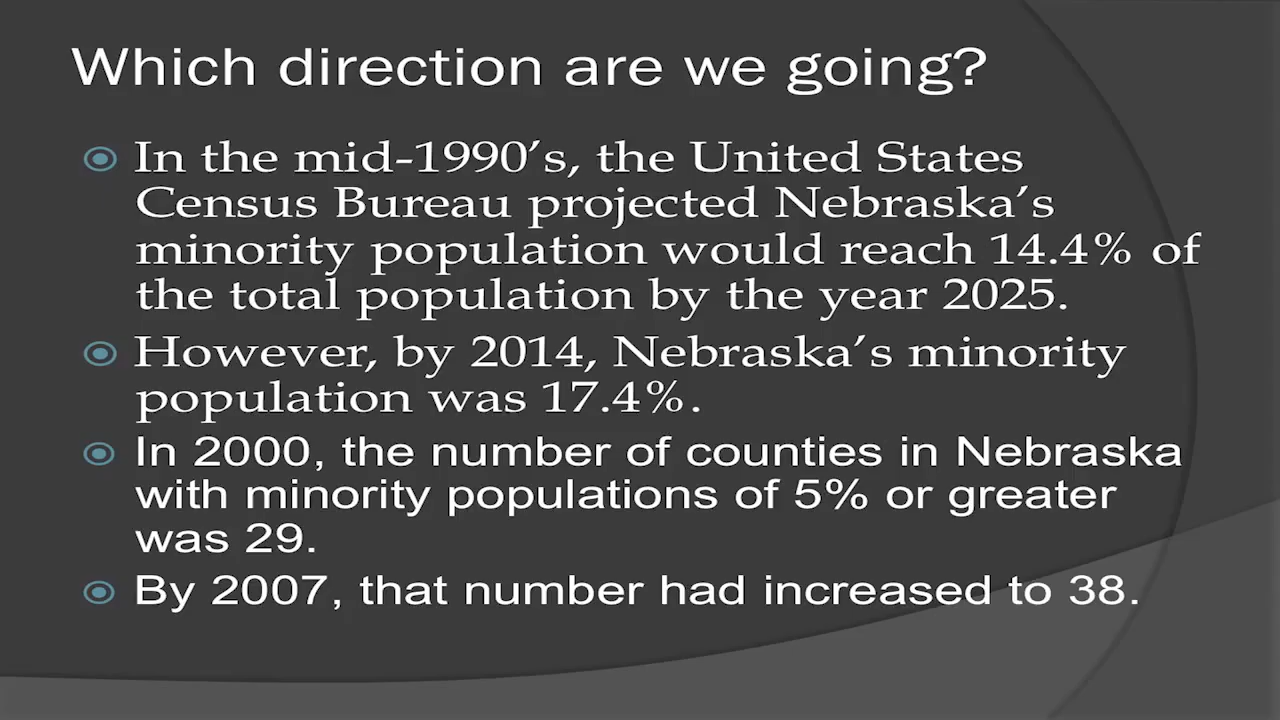 Which direction are we going?
In the mid-1990’s, the United States
Census Bureau projected Nebraska’s
minority population would reach 14.4% of
the total population by the year 2025.
However, by 2014, Nebraska’s minority
population was 17.4%.
In 2000, the number of counties in Nebraska
with minority populations of 5% or greater
was 29.
By 2007, that number had increased to 38.